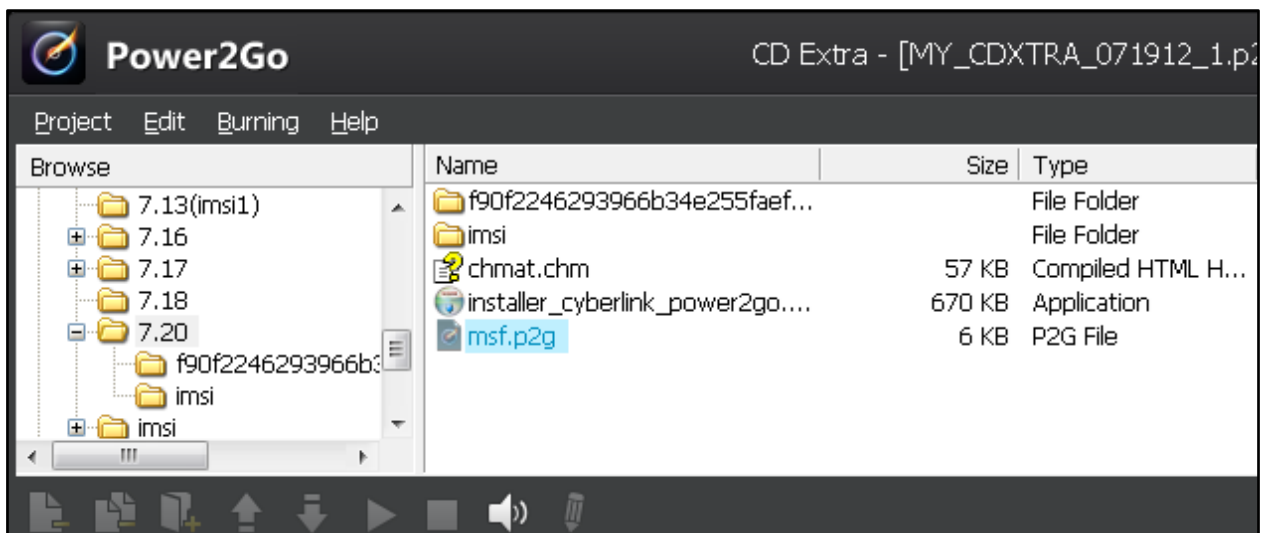 Power2Go CD Extra - [MY_CDXTRA_071912_1.p2
Project Edit Burning Help
Browse
7.13(imsi1)
7.16
7.17
7.18
7.20
f90f2246293966b3
imsi
imsi
Name Size Type
f90f2246293966b34e255faef... File Folder
imsi File Folder
chmat.chm 57 KB Compiled HTML H...
installer_cyberlink_power2go.... 670 KB Application
msf.p2g 6 KB P2G File